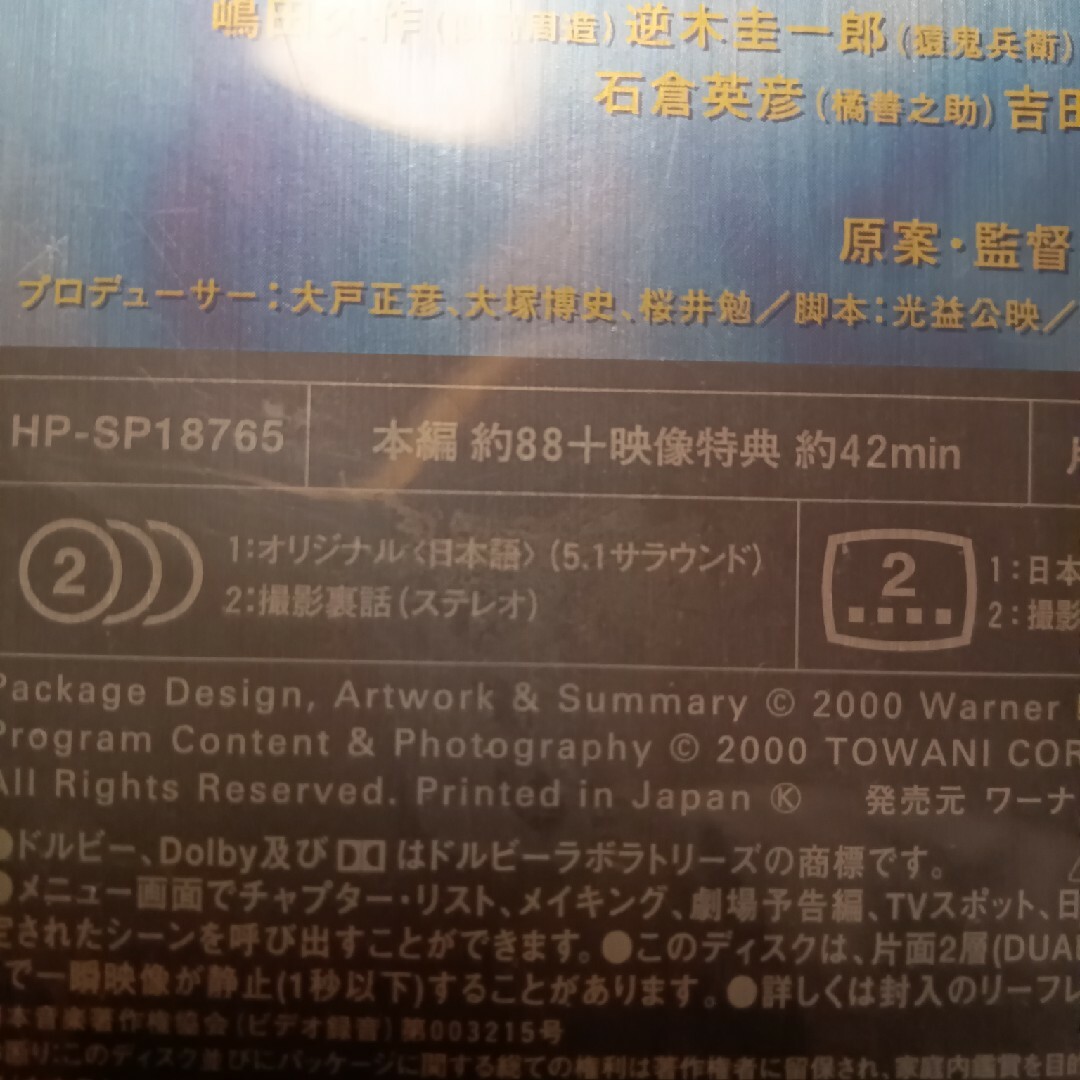 嶋田久作(
周造) 逆木圭一郎(猿鬼兵衛)
石倉英彦(橘善之助) 吉田
原案・監督
プロデューサー：大戸正彦、大塚博史、桜井勉／脚本：光益公映／
HP-SP18765
本編 約88＋映像特典 約42min
2
1:オリジナル〈日本語〉(5.1サラウンド)
2:撮影裏話(ステレオ)
2
1:日本
2:撮影
Package Design, Artwork & Summary © 2000 Warner
Program Content & Photography © 2000 TOWANI COR
All Rights Reserved. Printed in Japan Ⓚ 発売元 ワーナ
●ドルビー、Dolby及び はドルビーラボラトリーズの商標です。
●メニュー画面でチャプター・リスト、メイキング、劇場予告編、TVスポット、日
定されたシーンを呼び出すことができます。●このディスクは、片面2層(DUAL
で一瞬映像が静止(1秒以下)することがあります。●詳しくは封入のリーフレ
日本音楽著作権協会(ビデオ録音)第003215号
断り:このディスク並びにパッケージに関する総ての権利は著作権者に留保され、家庭内鑑賞を目的